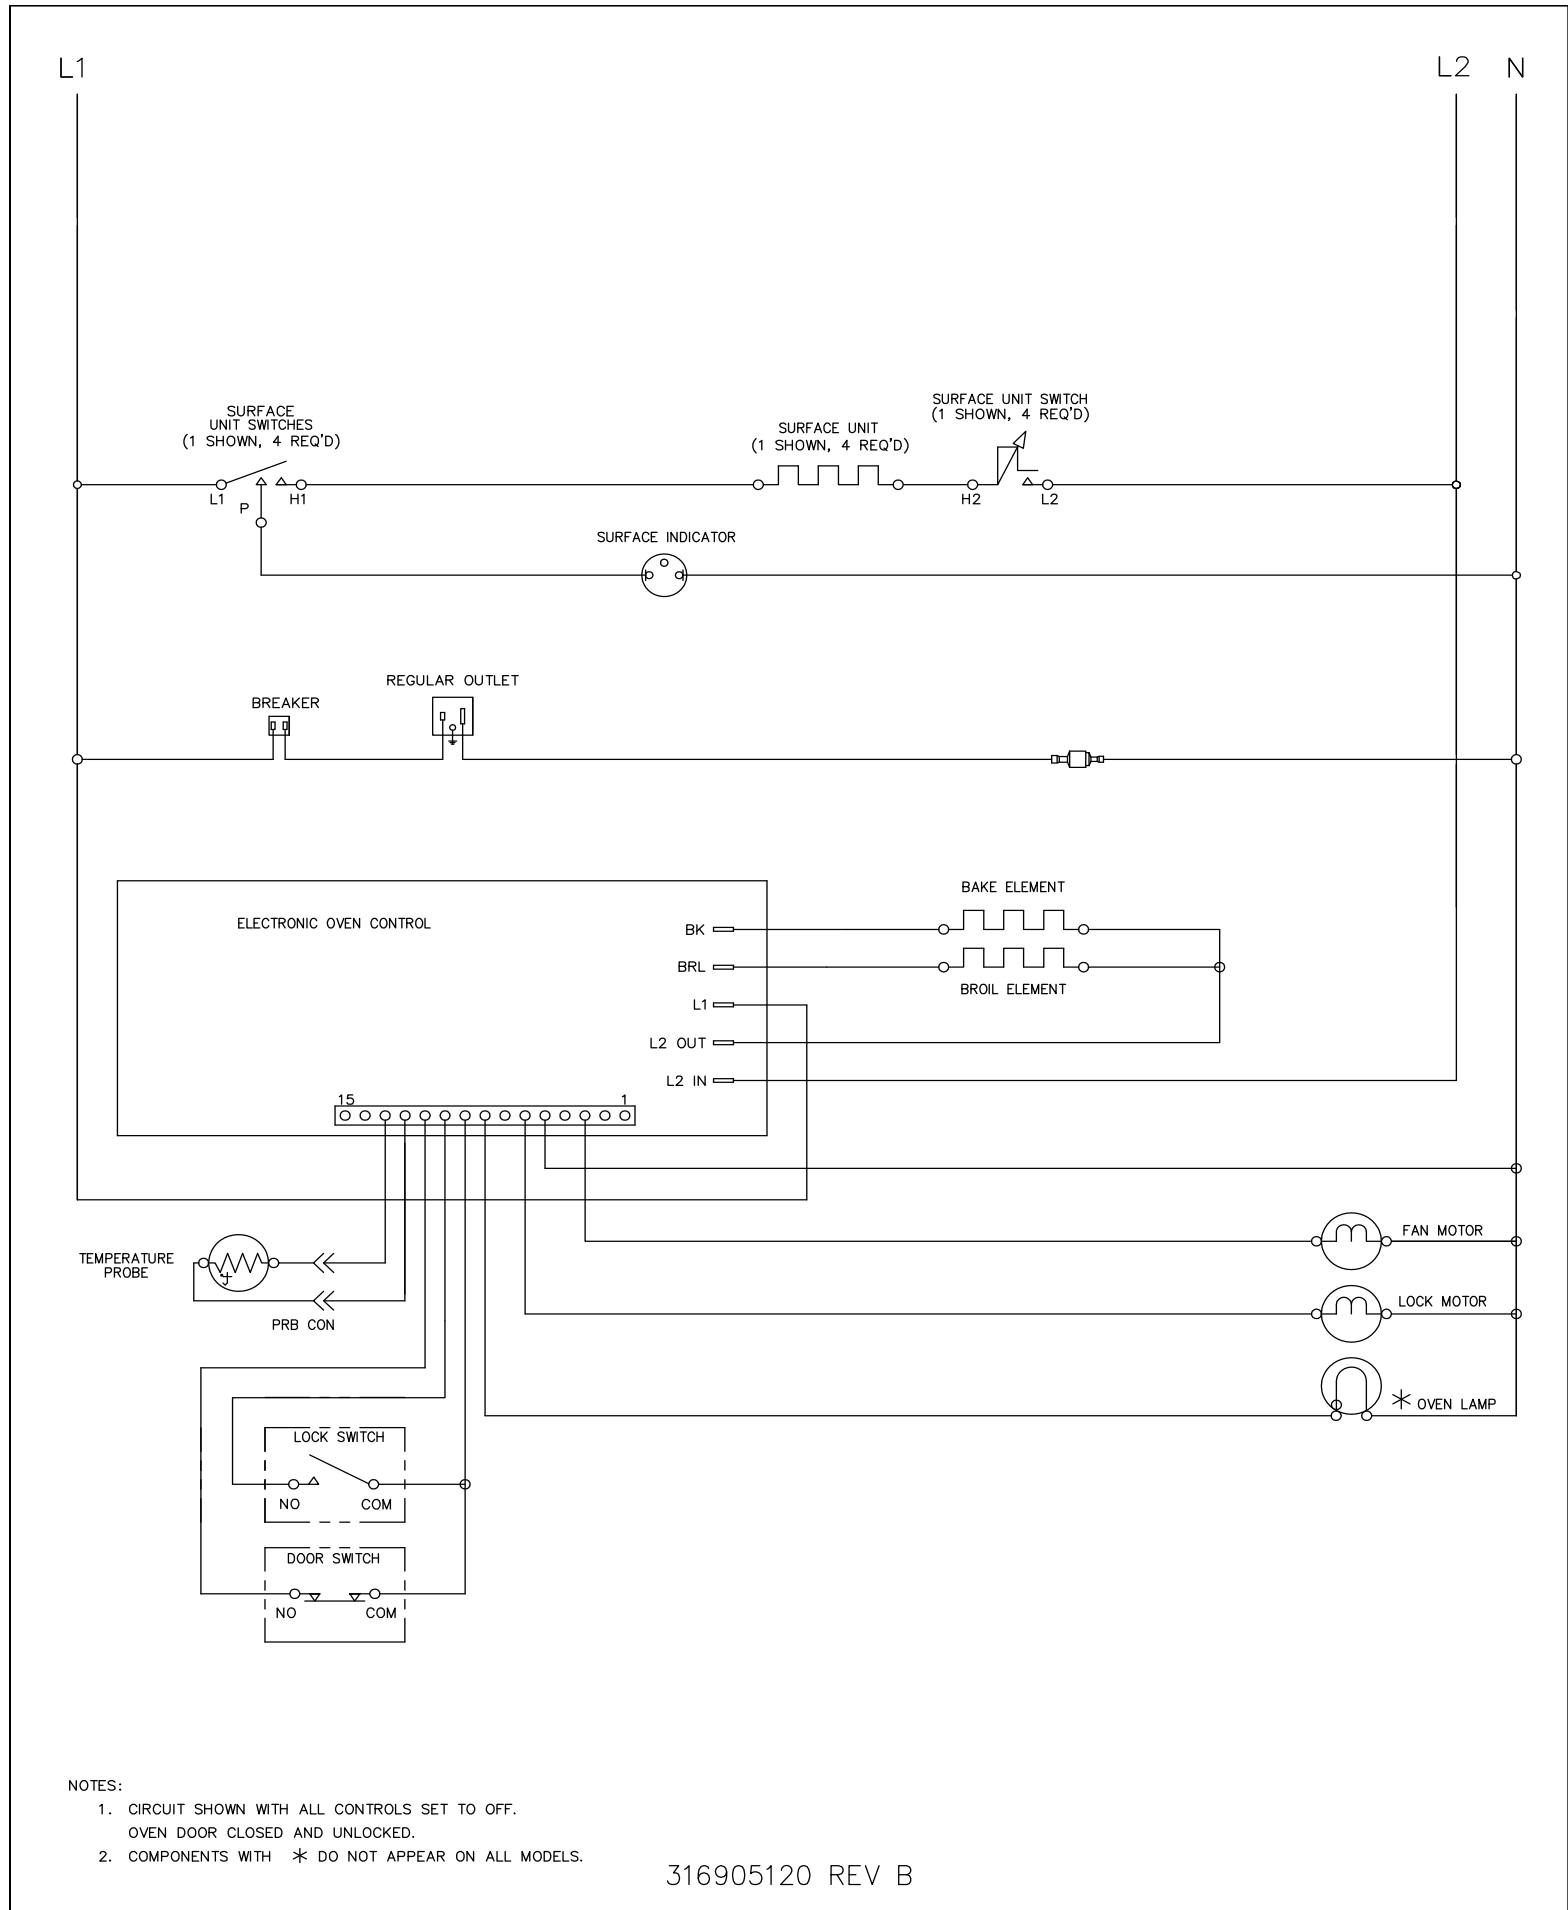 L1
L2 N
SURFACE UNIT SWITCH
(1 SHOWN, 4 REQ'D)
SURFACE
UNIT SWITCHES
(1 SHOWN, 4 REQ'D)
SURFACE UNIT
(1 SHOWN, 4 REQ'D)
L1
H1
H2
L2
P
SURFACE INDICATOR
REGULAR OUTLET
BREAKER
BAKE ELEMENT
ELECTRONIC OVEN CONTROL
BK
BRL
BROIL ELEMENT
L1
L2 OUT
L2 IN
15
1
FAN MOTOR
TEMPERATURE
PROBE
LOCK MOTOR
PRB CON
* OVEN LAMP
LOCK SWITCH
NO
COM
DOOR SWITCH
NO
COM
NOTES:
1. CIRCUIT SHOWN WITH ALL CONTROLS SET TO OFF.
OVEN DOOR CLOSED AND UNLOCKED.
2. COMPONENTS WITH * DO NOT APPEAR ON ALL MODELS.
316905120 REV B